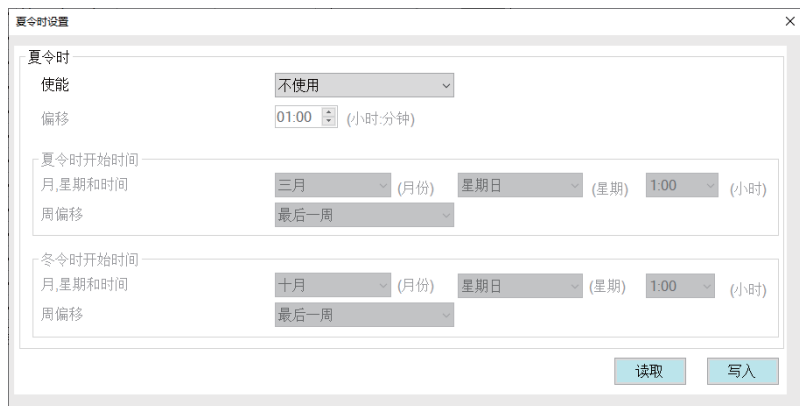 夏令时设置
夏令时
使能 不使用
偏移 01:00 (小时:分钟)
夏令时开始时间
月,星期和时间 三月 (月份) 星期日 (星期) 1:00 (小时)
周偏移 最后一周
冬令时开始时间
月,星期和时间 十月 (月份) 星期日 (星期) 1:00 (小时)
周偏移 最后一周
读取 写入